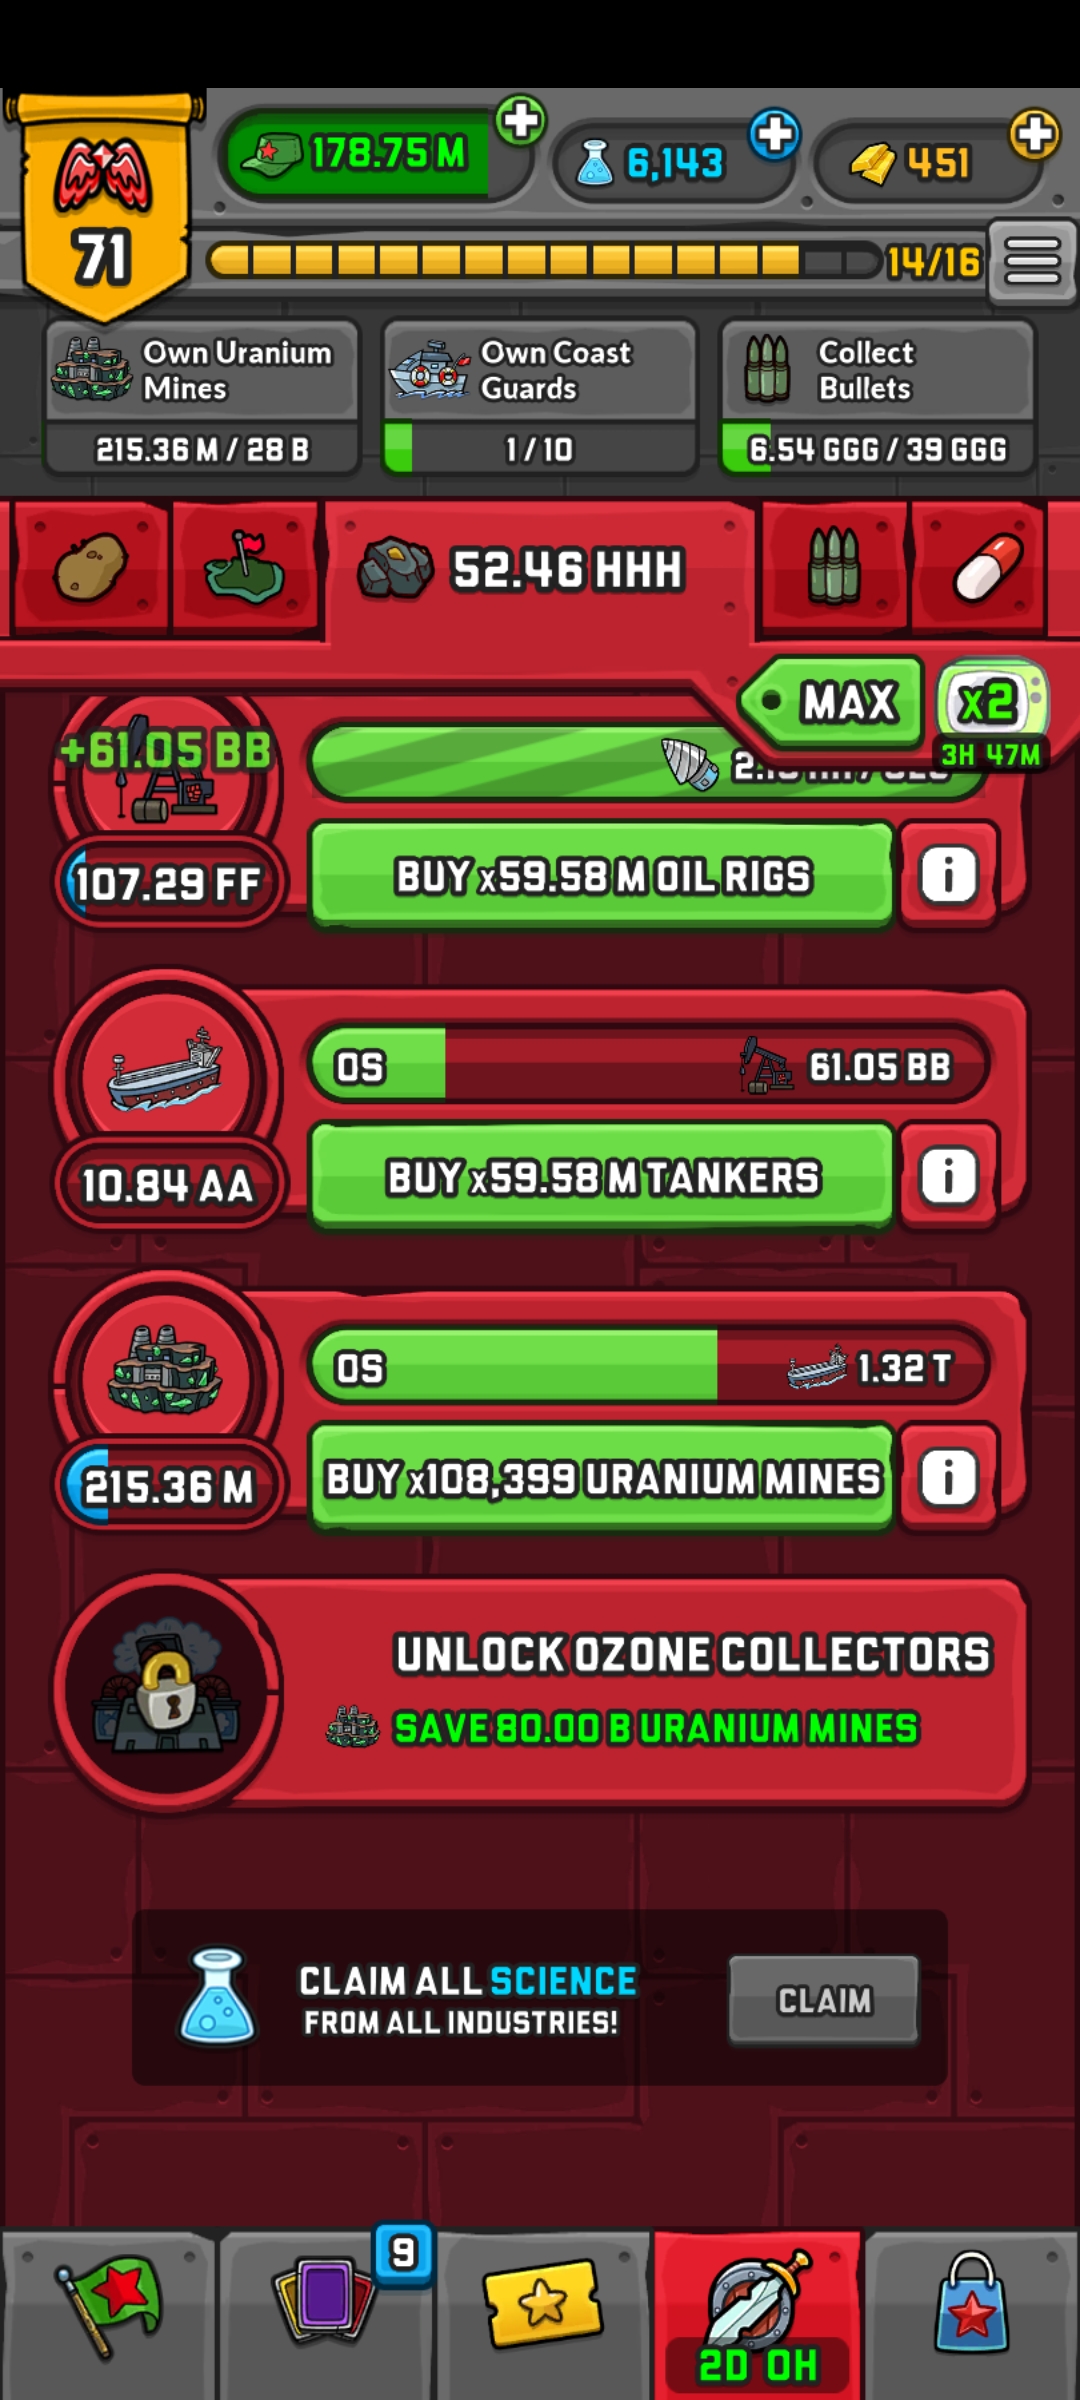 178.75 M
6,143
451
71
14/16
Own Uranium
Mines
215.36 M / 28 B
Own Coast
Guards
1 / 10
Collect
Bullets
6.54 GGG / 39 GGG
52.46 HHH
MAX
x2
3H 47M
+61.05 BB
107.29 FF
BUY x59.58 M OIL RIGS
i
0S
61.05 BB
10.84 AA
BUY x59.58 M TANKERS
i
0S
1.32 T
215.36 M
BUY x108,399 URANIUM MINES
i
UNLOCK OZONE COLLECTORS
SAVE 80.00 B URANIUM MINES
CLAIM ALL SCIENCE
FROM ALL INDUSTRIES!
CLAIM
9
2D 0H